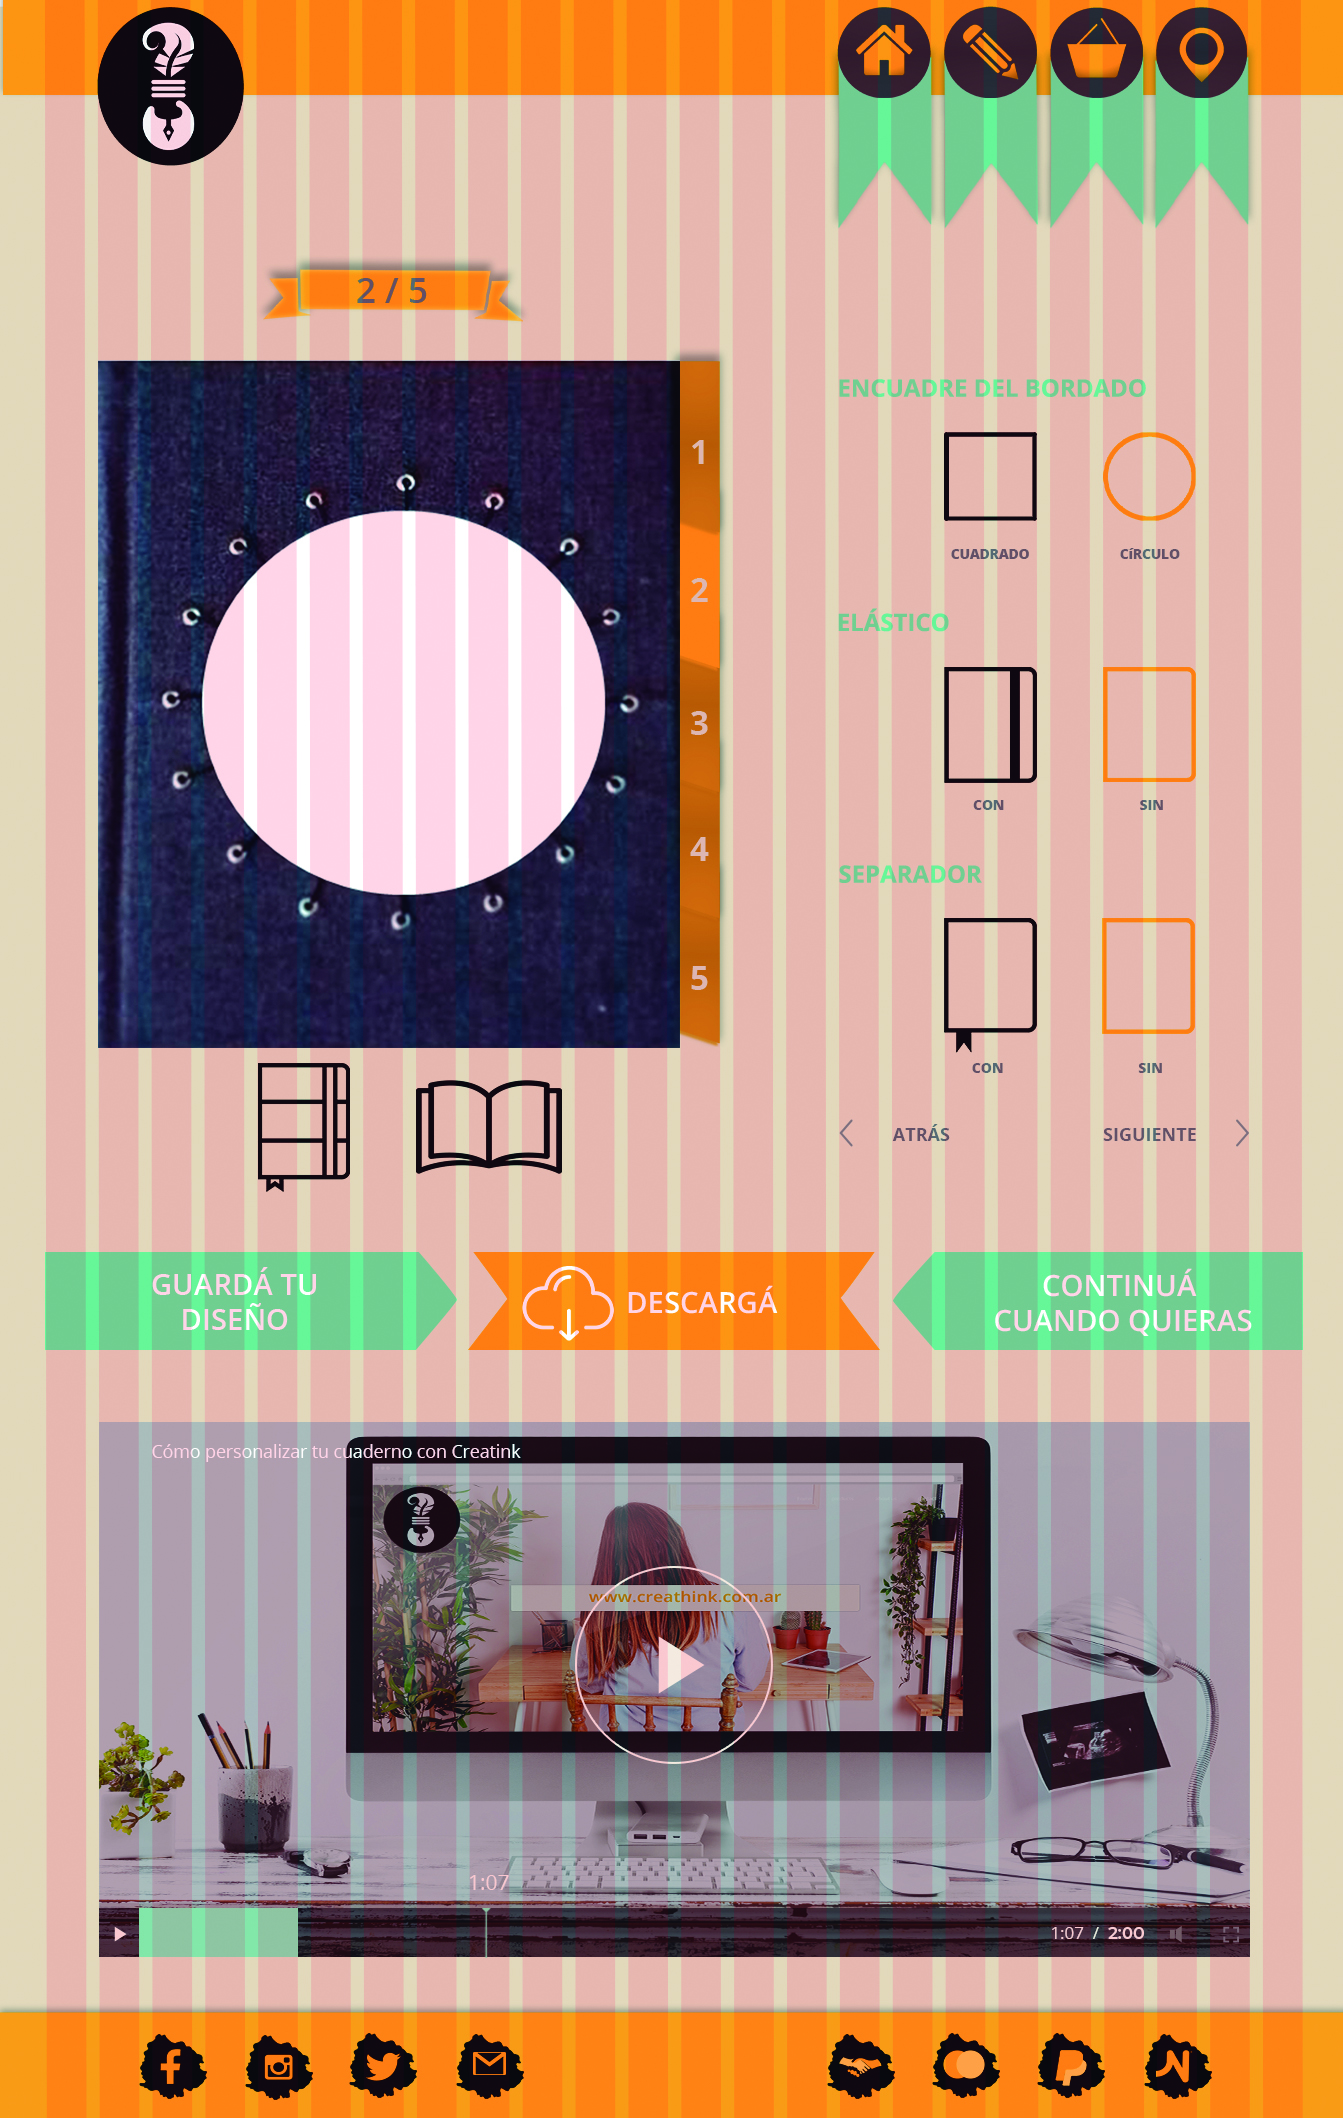 2 / 5
1
2
3
4
5
ENCUADRE DEL BORDADO
CUADRADO
CíRCULO
ELÁSTICO
CON
SIN
SEPARADOR
CON
SIN
ATRÁS
SIGUIENTE
GUARDÁ TU
DISEÑO
DESCARGÁ
CONTINUÁ
CUANDO QUIERAS
Cómo personalizar tu cuaderno con Creatink
www.creathink.com.ar
1:07
1:07 / 2:00